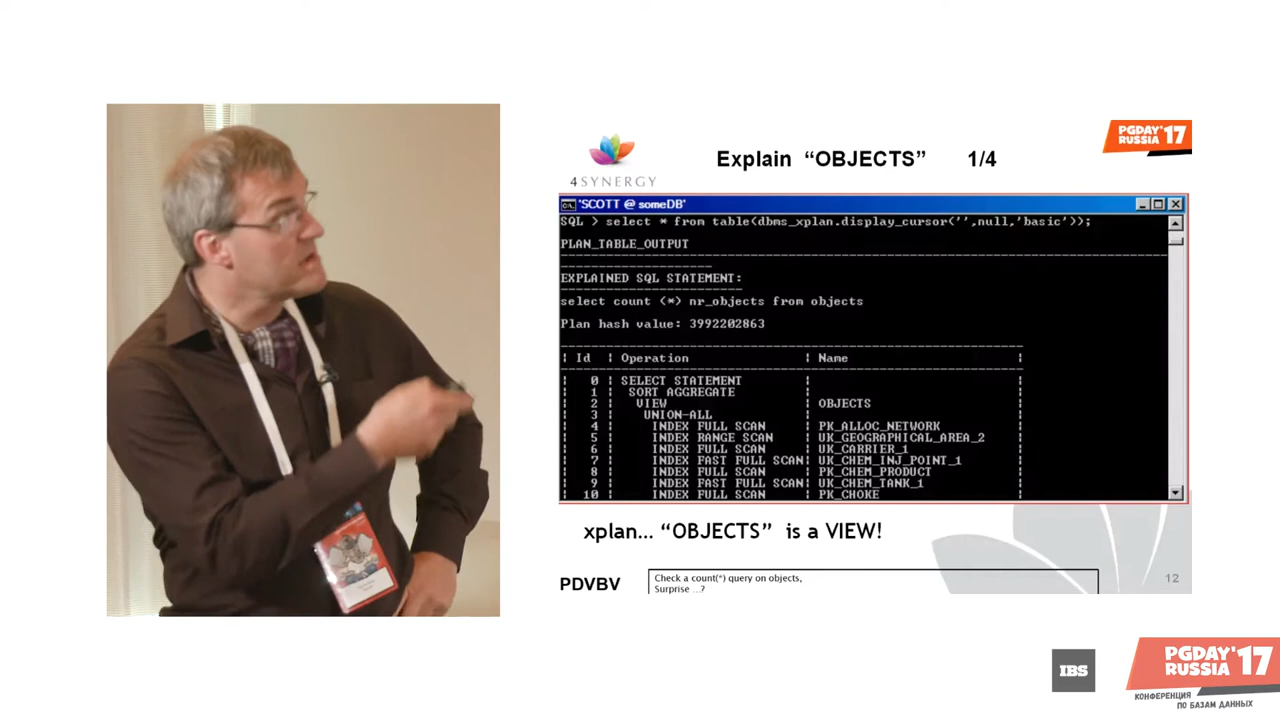 4SYNERGY
Explain “OBJECTS” 1/4
PGDAY'17
RUSSIA
'SCOTT @ someDB'
SQL > select * from table(dbms_xplan.display_cursor('',null,'basic'));
PLAN_TABLE_OUTPUT
EXPLAINED SQL STATEMENT:
select count (*) nr_objects from objects
Plan hash value: 3992202863
| Id | Operation | Name |
| 0 | SELECT STATEMENT | |
| 1 | SORT AGGREGATE | |
| 2 | VIEW | OBJECTS |
| 3 | UNION-ALL | |
| 4 | INDEX FULL SCAN | PK_ALLOC_NETWORK |
| 5 | INDEX RANGE SCAN | UK_GEOGRAPHICAL_AREA_2 |
| 6 | INDEX FULL SCAN | UK_CARRIER_1 |
| 7 | INDEX FAST FULL SCAN| UK_CHEM_INJ_POINT_1 |
| 8 | INDEX FULL SCAN | PK_CHEM_PRODUCT |
| 9 | INDEX FAST FULL SCAN| UK_CHEM_TANK_1 |
| 10 | INDEX FULL SCAN | PK_CHOKE |
xplan... “OBJECTS” is a VIEW!
PDVBV
Check a count(*) query on objects,
Surprise ...?
12
IBS
PGDAY'17
RUSSIA
КОНФЕРЕНЦИЯ
ПО БАЗАМ ДАННЫХ